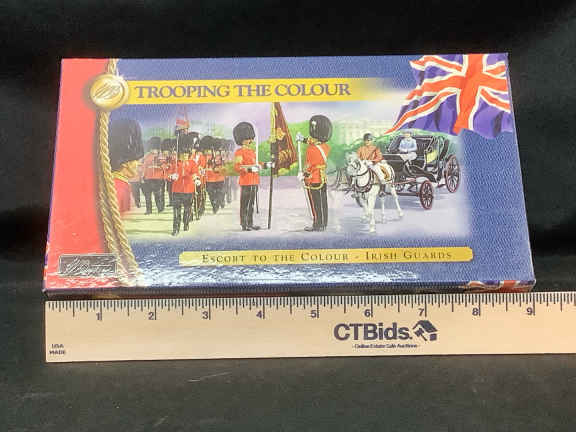 TROOPING THE COLOUR
ESCORT TO THE COLOUR - IRISH GUARDS
1 2 3 4 5 6 7 8 9
CTBids.
- Online Estate Sale Auctions -
USA
MADE